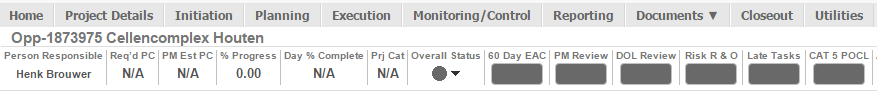 Home Project Details Initiation Planning Execution Monitoring/Control Reporting Documents ▼ Closeout Utilities
Opp-1873975 Cellencomplex Houten
Person Responsible Req'd PC PM Est PC % Progress Day % Complete Prj Cat Overall Status 60 Day EAC PM Review DOL Review Risk R & O Late Tasks CAT 5 POCL
Henk Brouwer N/A N/A 0.00 N/A N/A